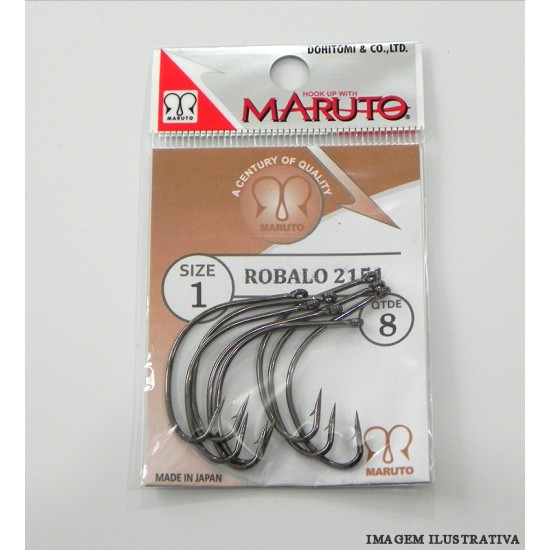 DOHITOMI & CO.,LTD.
HOOK UP WITH
MARUTO®
MARUTO
A CENTURY OF QUALITY
MARUTO
SIZE
1
ROBALO 2151
QTDE
8
MARUTO
MADE IN JAPAN
IMAGEM ILUSTRATIVA